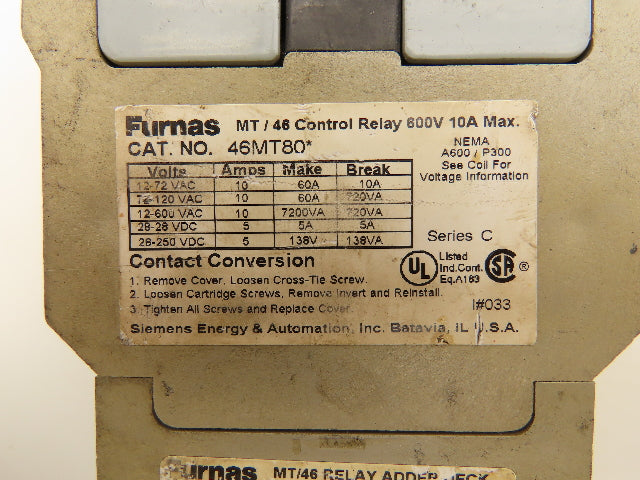 Furnas MT / 46 Control Relay 600V 10A Max.
CAT. NO. 46MT80*
NEMA
A600 / P300
See Coil For
Voltage Information
Volts Amps Make Break
12-72 VAC 10 60A 10A
72-120 VAC 10 60A 720VA
12-600 VAC 10 7200VA 720VA
28-28 VDC 5 5A 5A
28-250 VDC 5 138V 138VA
Series C
Contact Conversion
UL Listed
Ind.Cont.
Eq.A163
SA ®
1. Remove Cover, Loosen Cross-Tie Screw.
2. Loosen Cartridge Screws, Remove Invert and Reinstall.
3. Tighten All Screws and Replace Cover.
I#033
Siemens Energy & Automation, Inc. Batavia, IL U.S.A.
Furnas MT/46 RELAY ADDER DECK